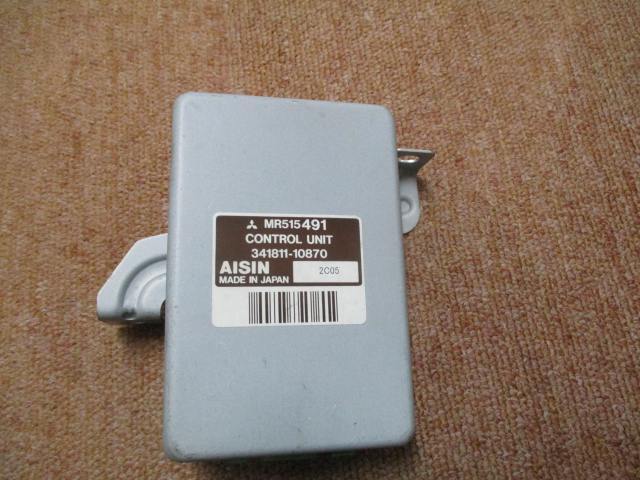 MR515491
CONTROL UNIT
341811-10870
AISIN
MADE IN JAPAN
2C05